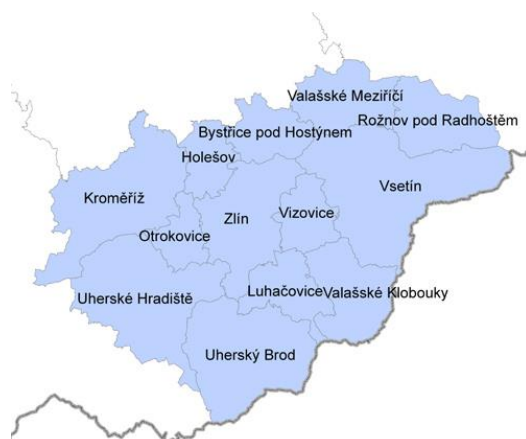 Valašské Meziříčí
Rožnov pod Radhoštěm
Bystřice pod Hostýnem
Holešov
Vsetín
Kroměříž
Zlín
Vizovice
Otrokovice
Luhačovice
Valašské Klobouky
Uherské Hradiště
Uherský Brod